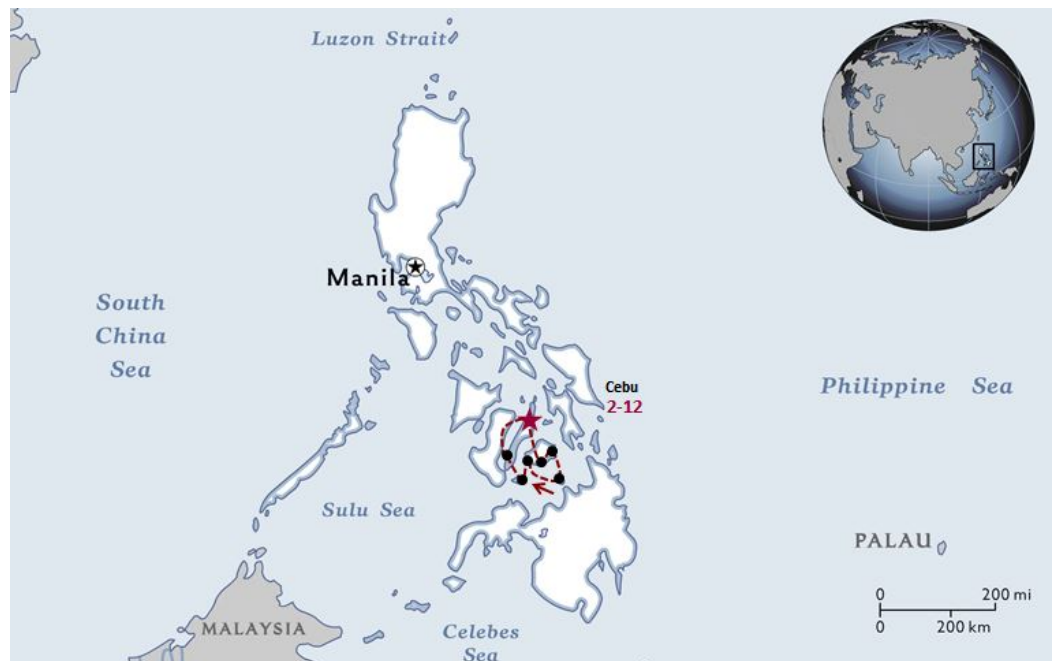 Luzon Strait
Manila
South
China
Sea
Cebu
2-12
Philippine Sea
Sulu Sea
PALAU
0 200 mi
0 200 km
MALAYSIA
Celebes
Sea